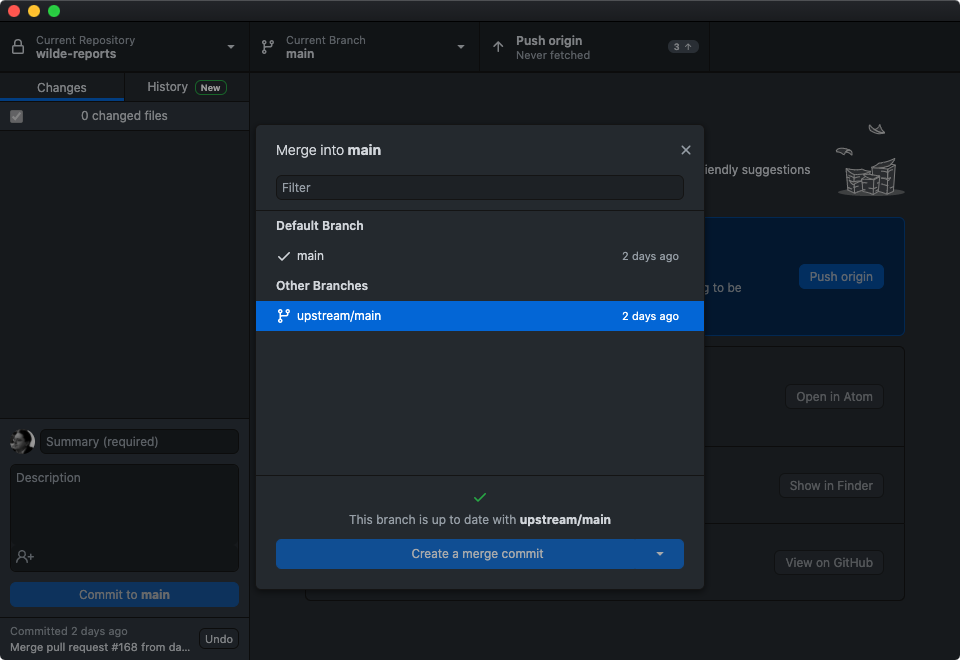 Current Repository
wilde-reports
Current Branch
main
Push origin
Never fetched
3
Changes
History New
0 changed files
Merge into main
Filter
Default Branch
main 2 days ago
Other Branches
upstream/main 2 days ago
This branch is up to date with upstream/main
Create a merge commit
iendly suggestions
g to be
Push origin
Open in Atom
Show in Finder
View on GitHub
Summary (required)
Description
Commit to main
Committed 2 days ago
Merge pull request #168 from da...
Undo